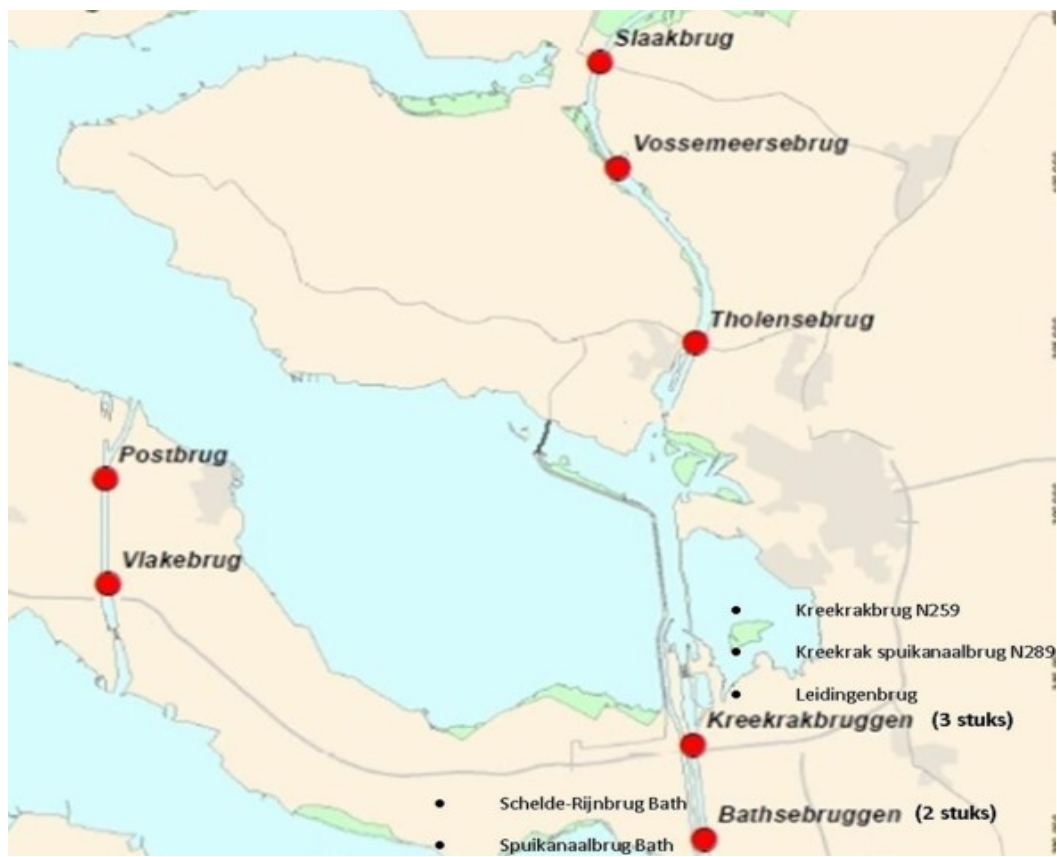 Slaakbrug
Vossemeersebrug
Tholensebrug
Postbrug
Vlakebrug
• Kreekrakbrug N259
• Kreekrak spuikanaalbrug N289
• Leidingenbrug
Kreekrakbruggen (3 stuks)
• Schelde-Rijnbrug Bath
Bathsebruggen (2 stuks)
• Spuikanaalbrug Bath